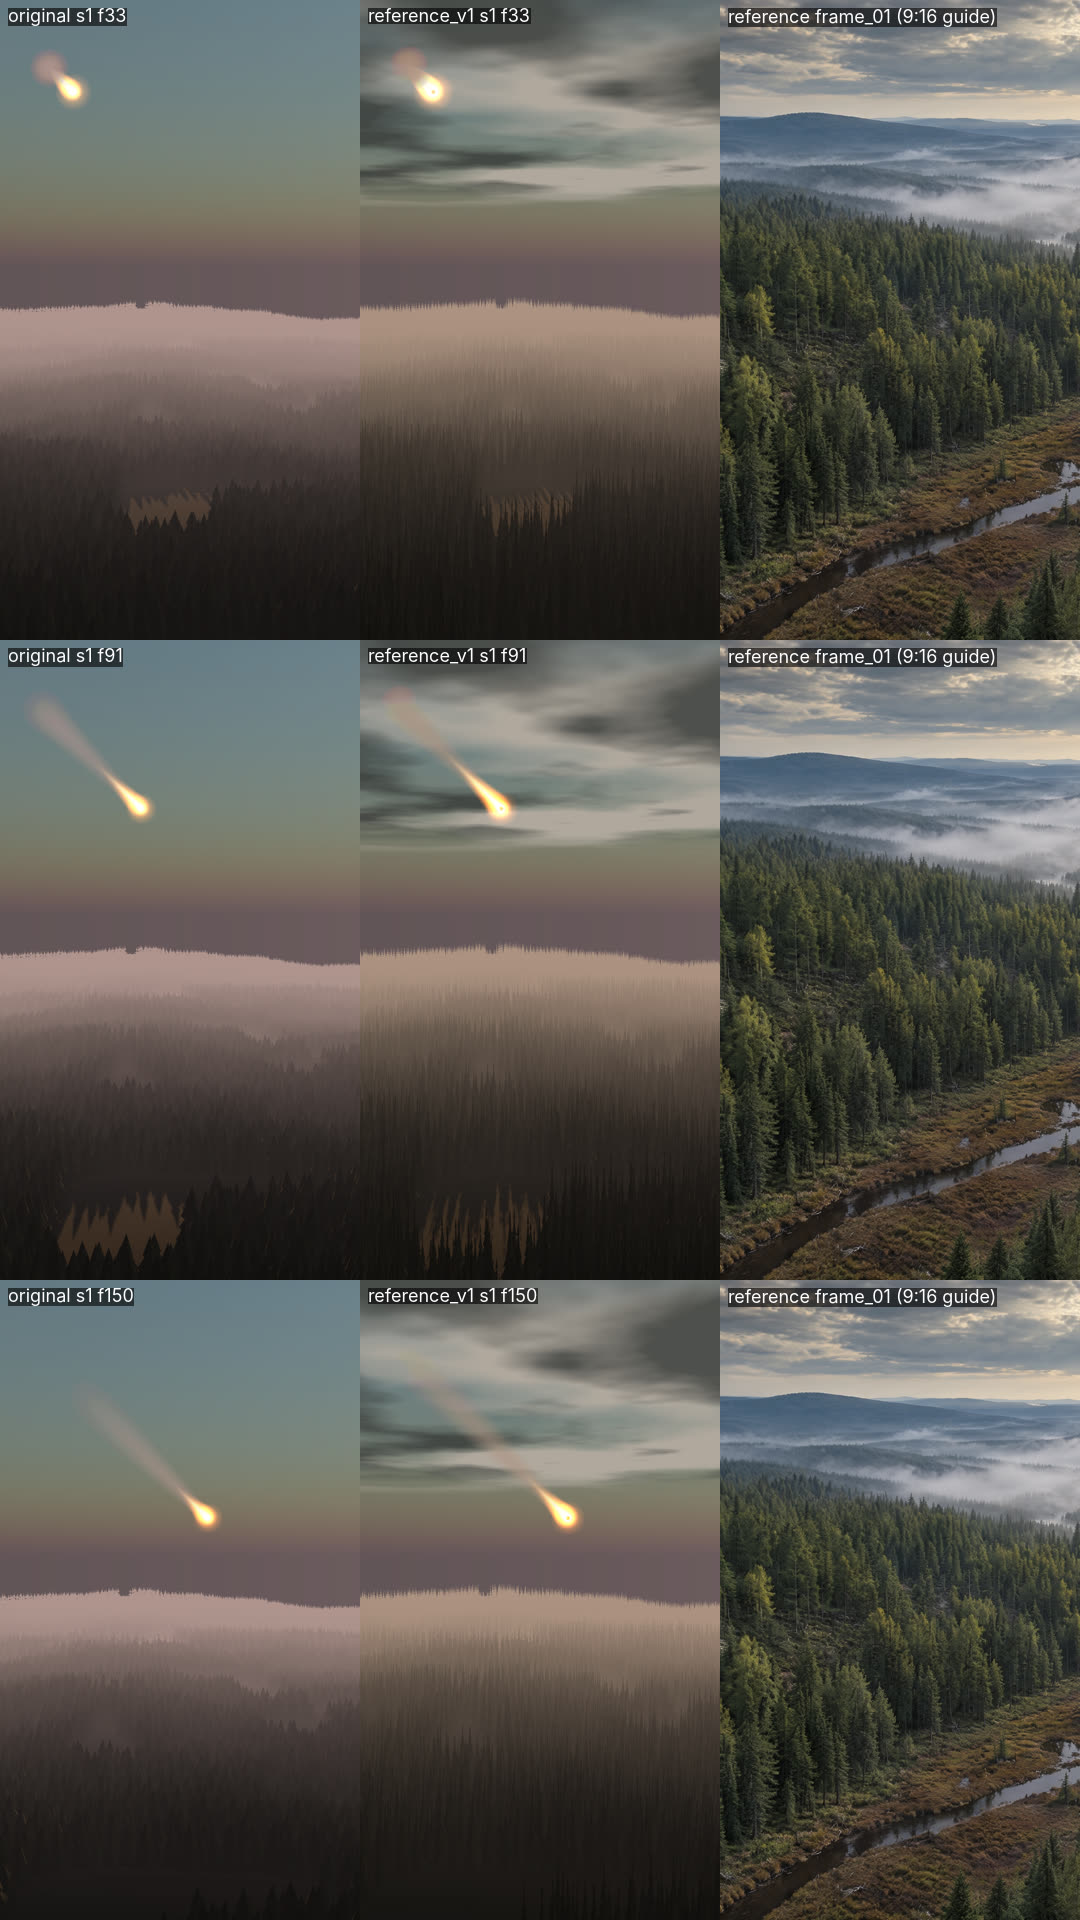 original s1 f33
reference_v1 s1 f33
reference frame_01 (9:16 guide)
original s1 f91
reference_v1 s1 f91
reference frame_01 (9:16 guide)
original s1 f150
reference_v1 s1 f150
reference frame_01 (9:16 guide)